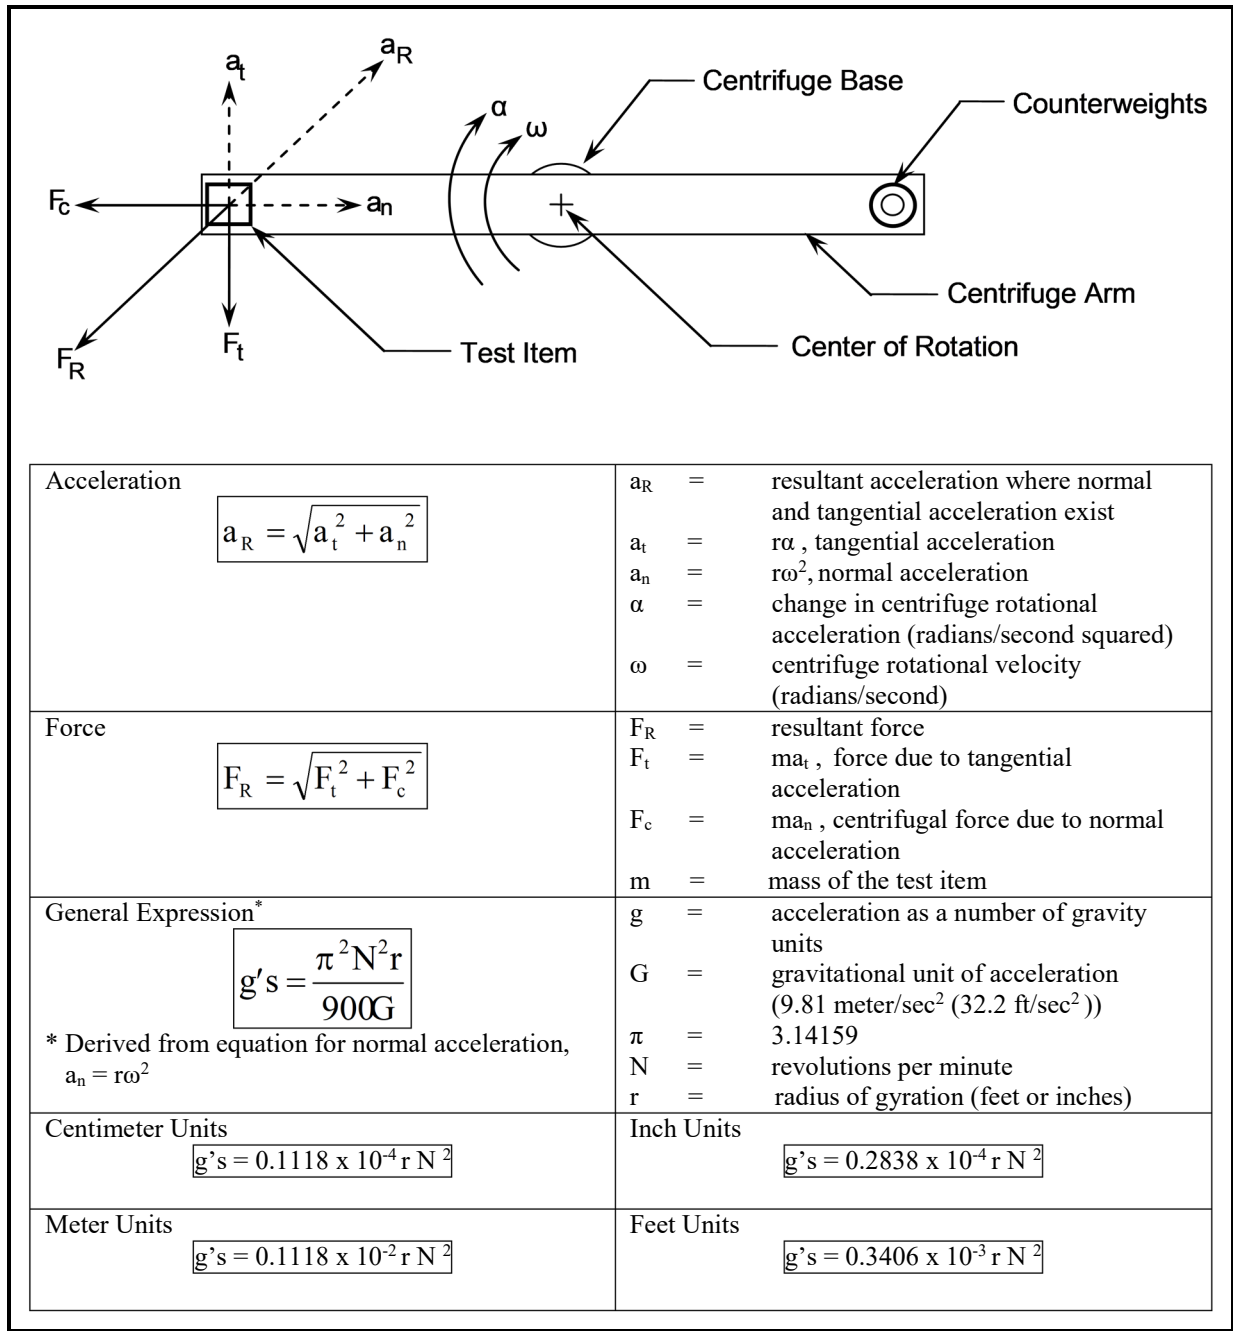 a_t
a_R
α
ω
Centrifuge Base
Counterweights
F_c
a_n
Centrifuge Arm
F_t
F_R
Test Item
Center of Rotation
Acceleration
a_R = √(a_t² + a_n²)
a_R = resultant acceleration where normal
and tangential acceleration exist
a_t = rα , tangential acceleration
a_n = rω², normal acceleration
α = change in centrifuge rotational
acceleration (radians/second squared)
ω = centrifuge rotational velocity
(radians/second)
Force
F_R = √(F_t² + F_c²)
F_R = resultant force
F_t = ma_t , force due to tangential
acceleration
F_c = ma_n , centrifugal force due to normal
acceleration
m = mass of the test item
General Expression*
g's = π²N²r / 900G
* Derived from equation for normal acceleration,
a_n = rω²
g = acceleration as a number of gravity
units
G = gravitational unit of acceleration
(9.81 meter/sec² (32.2 ft/sec² ))
π = 3.14159
N = revolutions per minute
r = radius of gyration (feet or inches)
Centimeter Units
g's = 0.1118 x 10⁻⁴ r N ²
Inch Units
g's = 0.2838 x 10⁻⁴ r N ²
Meter Units
g's = 0.1118 x 10⁻² r N ²
Feet Units
g's = 0.3406 x 10⁻³ r N ²